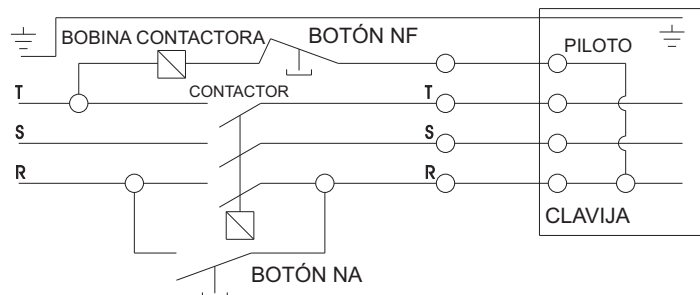 BOBINA CONTACTORA
BOTÓN NF
PILOTO
T
CONTACTOR
T
S
S
R
R
CLAVIJA
BOTÓN NA